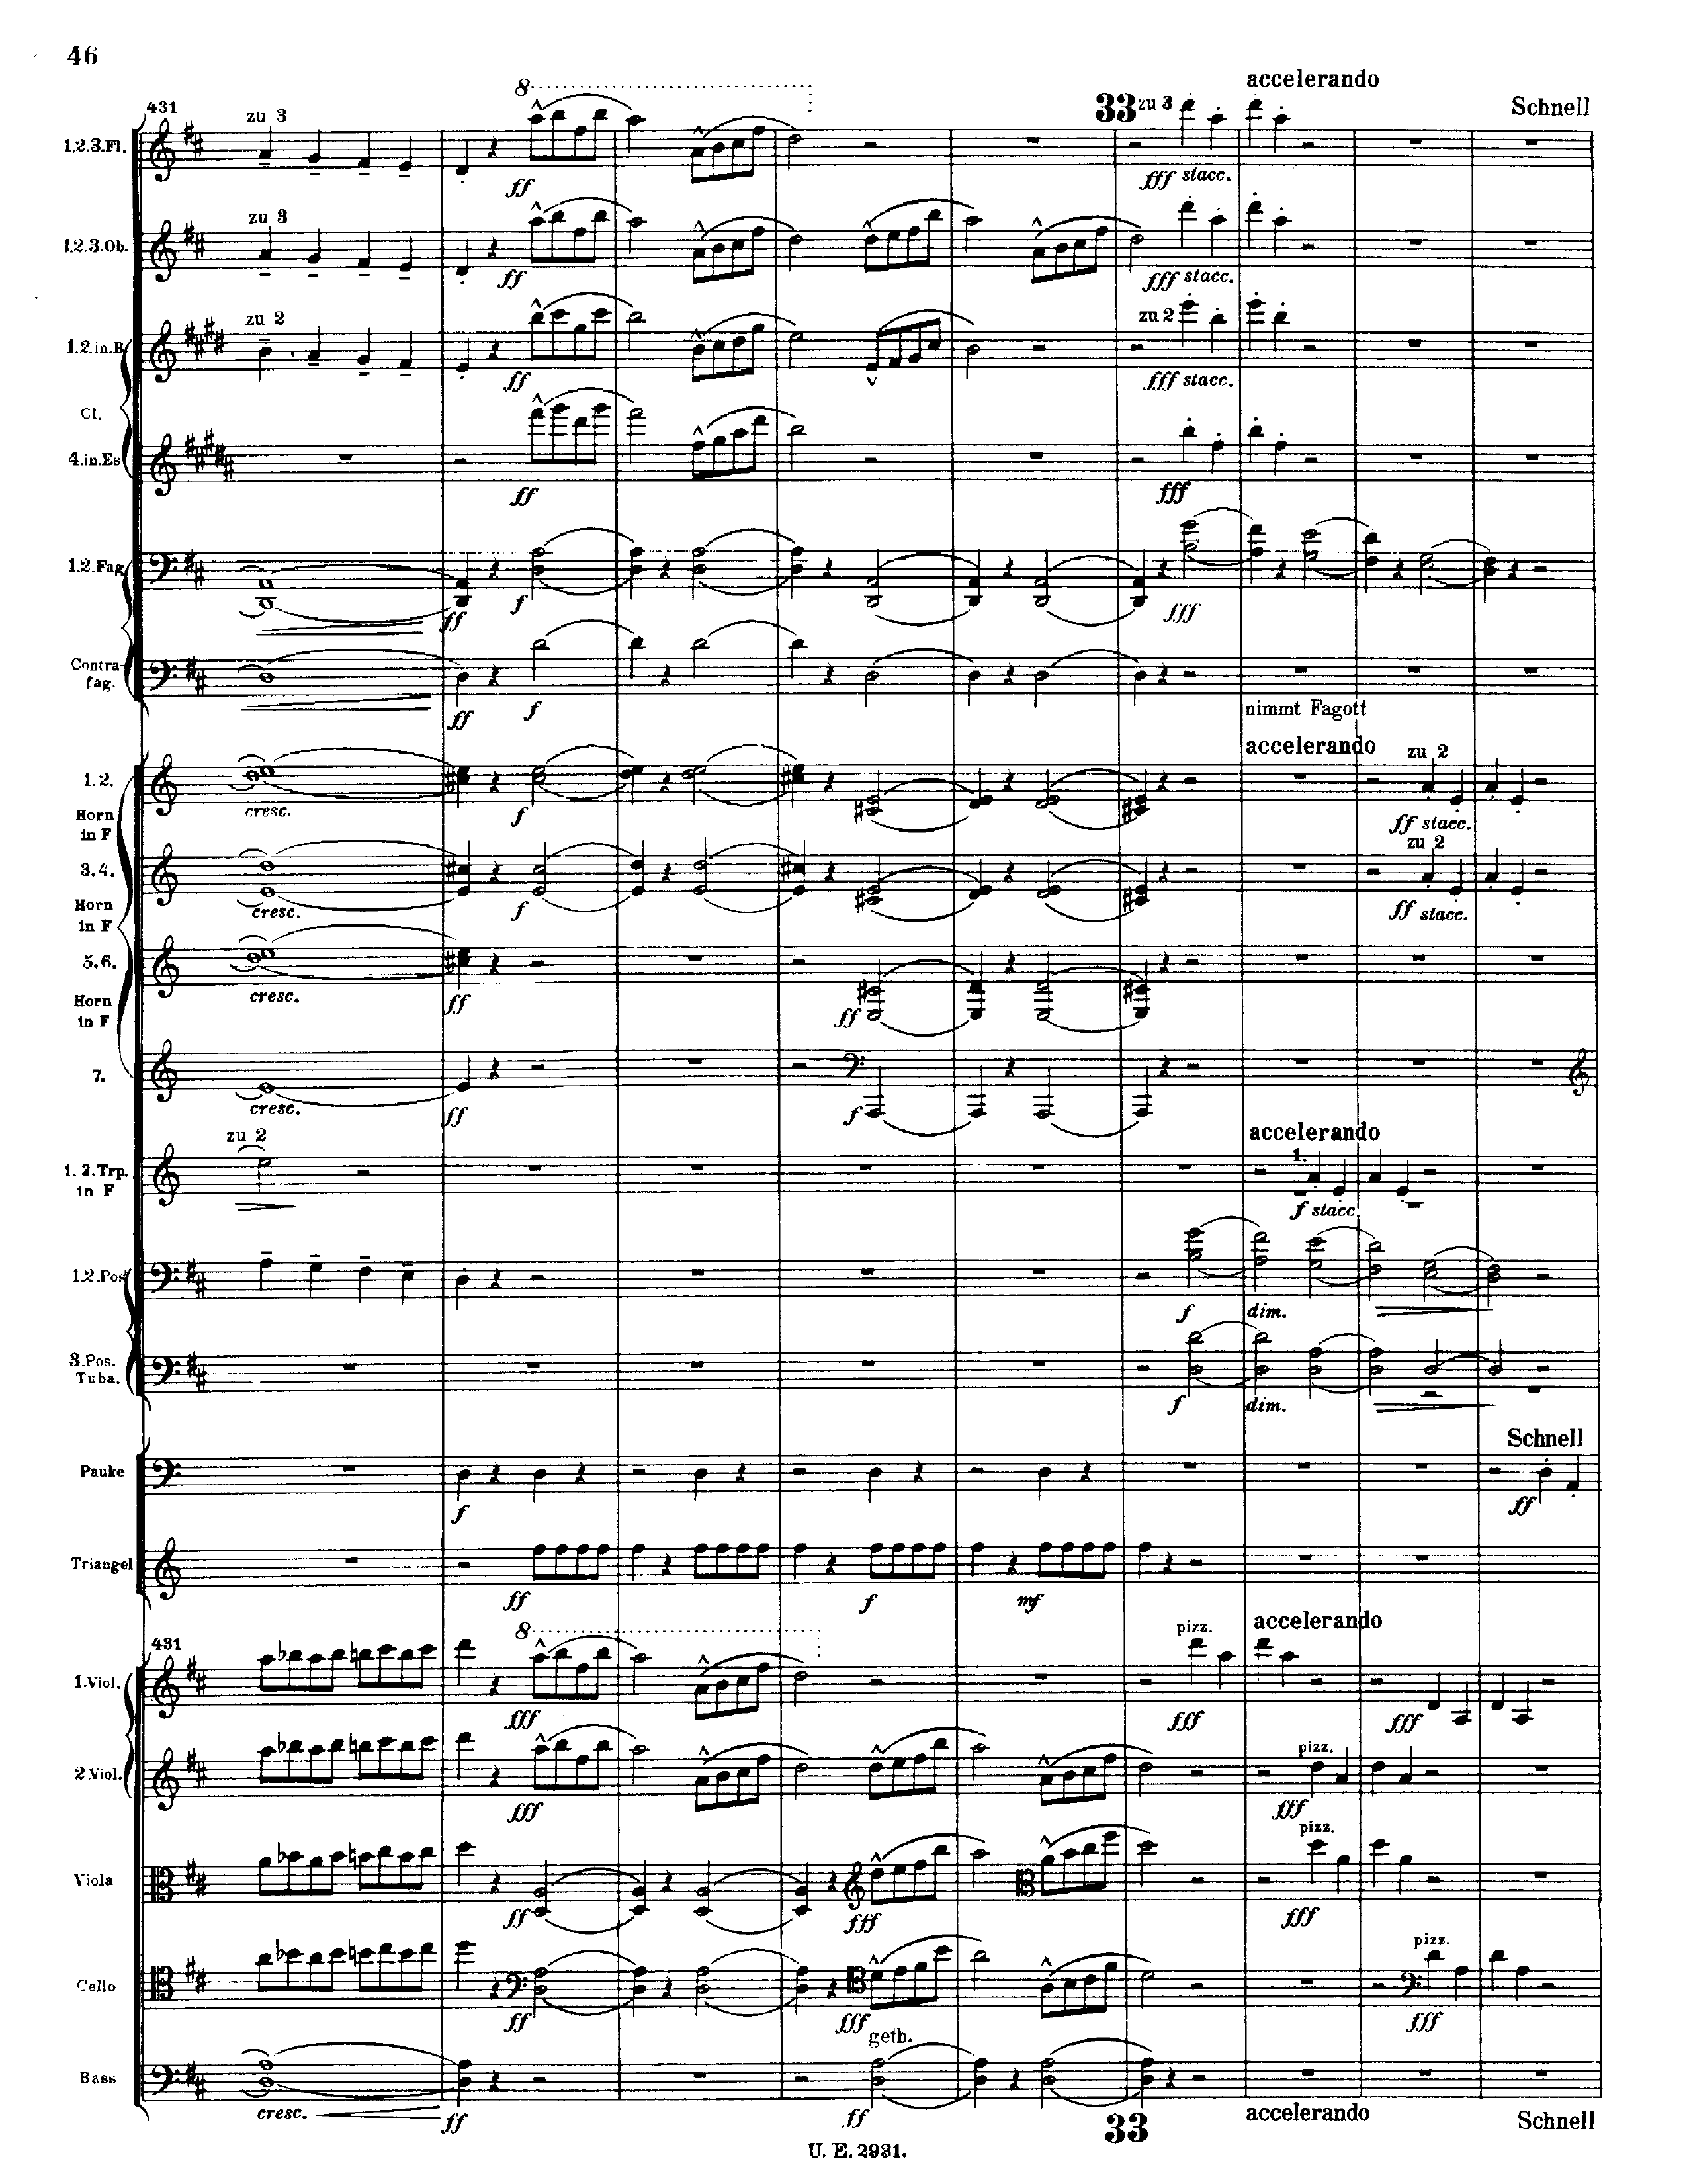 46
accelerando
8
33 zu 3
Schnell
431
zu 3
1.2.3.Fl.
ff
fff stacc.
zu 3
1.2.3.Ob.
ff
fff stacc.
zu 2
zu 2
1.2.in.B
ff
fff stacc.
Cl.
4.in.Es
ff
fff
1.2.Fag
ff
f
fff
Contra-
fag.
ff
f
nimmt Fagott
accelerando
zu 2
1.2.
cresc.
f
ff stacc.
Horn
in F
zu 2
3.4.
cresc.
f
ff stacc.
Horn
in F
5.6.
cresc.
ff
ff
Horn
in F
7.
cresc.
ff
f
zu 2
accelerando
1.
1. 2. Trp.
in F
f stacc.
1.2.Pos
f
dim.
3.Pos.
Tuba.
f
dim.
Schnell
Pauke
f
ff
Triangel
ff
f
mf
8
pizz.
accelerando
431
1.Viol.
fff
fff
fff
pizz.
2.Viol.
fff
fff
pizz.
Viola
ff
fff
fff
pizz.
Cello
ff
fff
fff
geth.
Bass
cresc.
ff
ff
33
accelerando
Schnell
U. E. 2931.